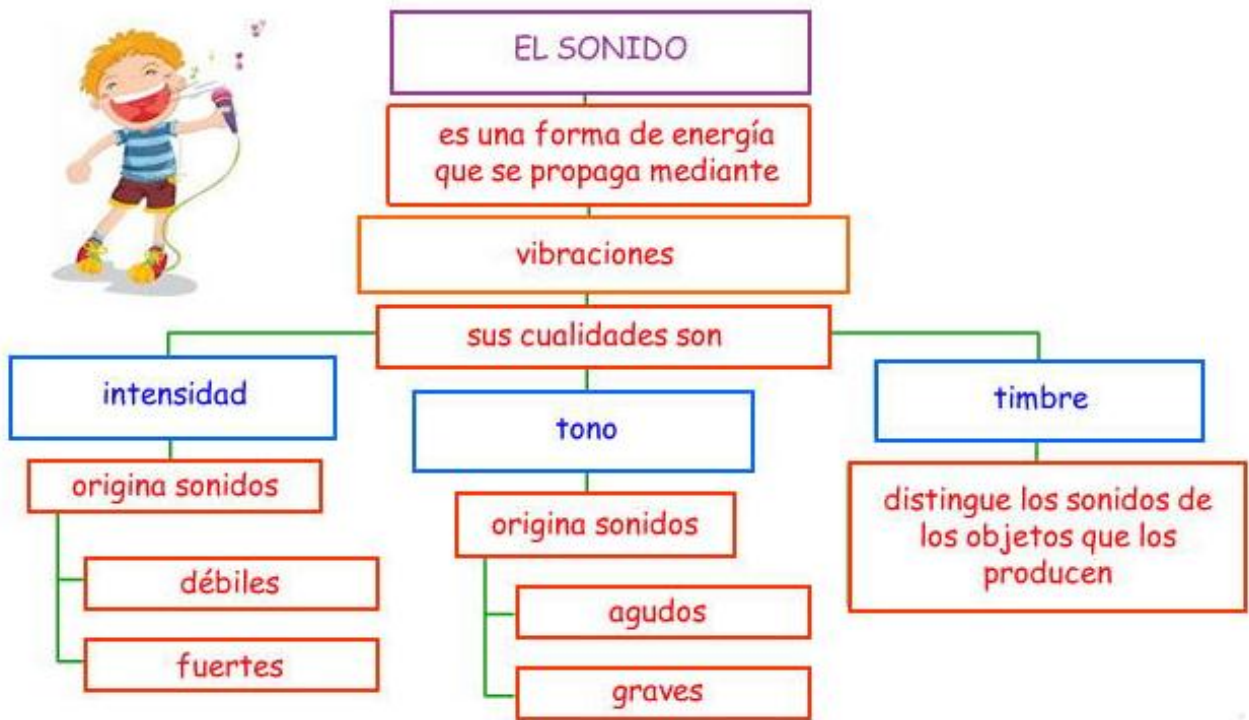 EL SONIDO
es una forma de energía
que se propaga mediante
vibraciones
sus cualidades son
intensidad
origina sonidos
débiles
fuertes
tono
origina sonidos
agudos
graves
timbre
distingue los sonidos de
los objetos que los
producen